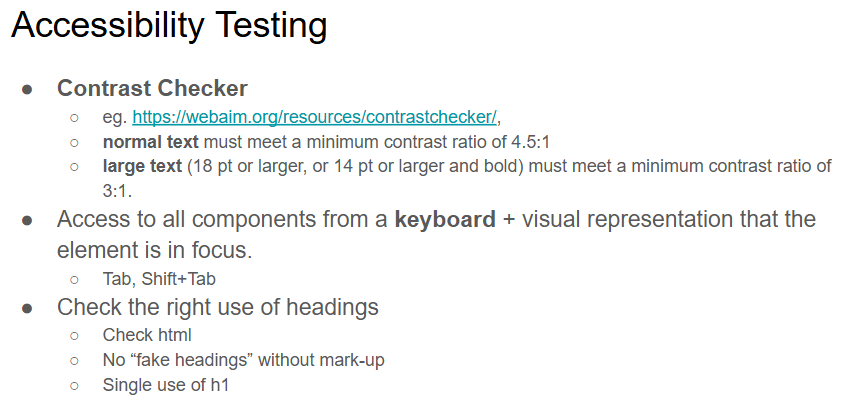 Accessibility Testing
● Contrast Checker
○ eg. https://webaim.org/resources/contrastchecker/,
○ normal text must meet a minimum contrast ratio of 4.5:1
○ large text (18 pt or larger, or 14 pt or larger and bold) must meet a minimum contrast ratio of
3:1.
● Access to all components from a keyboard + visual representation that the
element is in focus.
○ Tab, Shift+Tab
● Check the right use of headings
○ Check html
○ No “fake headings” without mark-up
○ Single use of h1